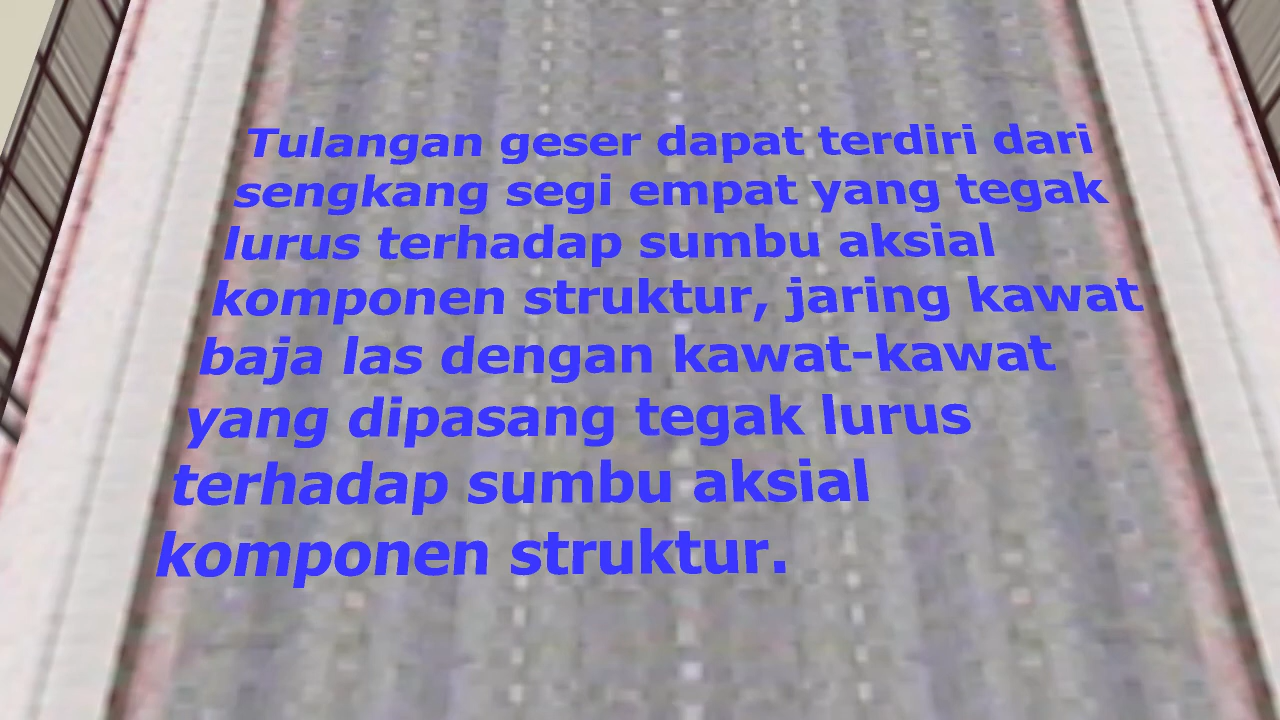 Tulangan geser dapat terdiri dari
sengkang segi empat yang tegak
lurus terhadap sumbu aksial
komponen struktur, jaring kawat
baja las dengan kawat-kawat
yang dipasang tegak lurus
terhadap sumbu aksial
komponen struktur.